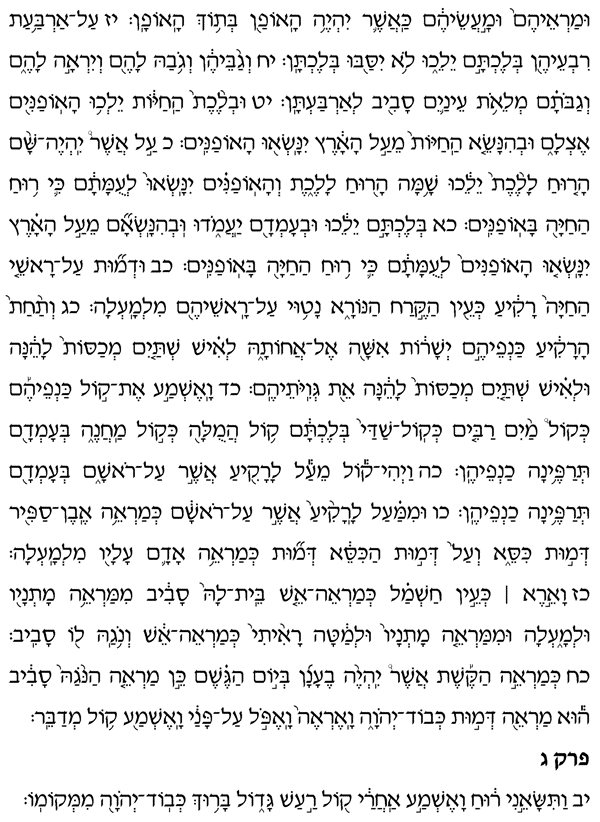 וּמַרְאֵיהֶם֙ וּמַ֣עֲשֵׂיהֶ֔ם כַּאֲשֶׁ֛ר יִהְיֶ֥ה הָאוֹפַ֖ן בְּת֥וֹךְ הָאוֹפָֽן׃ יז עַל־אַרְבַּ֥עַת
רִבְעֵיהֶ֖ן בְּלֶכְתָּ֣ם יֵלֵ֑כוּ לֹ֥א יִסַּ֖בּוּ בְּלֶכְתָּֽן׃ יח וְגַ֨בֵּיהֶ֔ן וְגֹ֥בַהּ לָהֶ֖ם וְיִרְאָ֣ה לָהֶ֑ם
וְגַבֹּתָ֗ם מְלֵאֹ֥ת עֵינַ֛יִם סָבִ֖יב לְאַרְבַּעְתָּֽן׃ יט וּבְלֶ֨כֶת֙ הַחַיּ֔וֹת יֵלְכ֥וּ הָאוֹפַנִּ֖ים
אֶצְלָ֑ם וּבְהִנָּשֵׂ֤א הַֽחַיּוֹת֙ מֵעַ֣ל הָאָ֔רֶץ יִנָּשְׂא֖וּ הָאוֹפַנִּֽים׃ כ עַ֣ל אֲשֶׁר֩ יִֽהְיֶה־שָּׁ֨ם
הָר֤וּחַ לָלֶ֨כֶת֙ יֵלֵ֔כוּ שָׁ֥מָּה הָר֖וּחַ לָלֶ֑כֶת וְהָאוֹפַנִּ֗ים יִנָּשְׂאוּ֙ לְעֻמָּתָ֔ם כִּ֛י ר֥וּחַ
הַחַיָּ֖ה בָּאוֹפַנִּֽים׃ כא בְּלֶכְתָּ֣ם יֵלֵ֔כוּ וּבְעׇמְדָ֖ם יַעֲמֹ֑דוּ וּֽבְהִנָּשְׂאָ֞ם מֵעַ֣ל הָאָ֗רֶץ
יִנָּשְׂא֤וּ הָאוֹפַנִּים֙ לְעֻמָּתָ֔ם כִּ֛י ר֥וּחַ הַחַיָּ֖ה בָּאוֹפַנִּֽים׃ כב וּדְמ֞וּת עַל־רָאשֵׁ֤י
הַחַיָּה֙ רָקִ֔יעַ כְּעֵ֖ין הַקֶּ֣רַח הַנּוֹרָ֑א נָט֥וּי עַל־רָאשֵׁיהֶ֖ם מִלְמָֽעְלָה׃ כג וְתַ֨חַת֙
הָרָקִ֔יעַ כַּנְפֵיהֶ֣ם יְשָׁר֔וֹת אִשָּׁ֖ה אֶל־אֲחוֹתָ֑הּ לְאִ֗ישׁ שְׁתַּ֤יִם מְכַסּוֹת֙ לָהֵ֔נָּה
וּלְאִ֗ישׁ שְׁתַּ֤יִם מְכַסּוֹת֙ לָהֵ֔נָּה אֵ֖ת גְּוִיֹּתֵיהֶֽם׃ כד וָאֶשְׁמַ֣ע אֶת־ק֣וֹל כַּנְפֵיהֶ֡ם
כְּקוֹל֩ מַ֨יִם רַבִּ֤ים כְּקוֹל־שַׁדַּי֙ בְּלֶכְתָּ֔ם ק֥וֹל הֲמֻלָּ֖ה כְּק֣וֹל מַחֲנֶ֑ה בְּעׇמְדָ֖ם
תְּרַפֶּ֥ינָה כַנְפֵיהֶֽן׃ כה וַיְהִי־ק֕וֹל מֵעַ֕ל לָרָקִ֖יעַ אֲשֶׁ֣ר עַל־רֹאשָׁ֑ם בְּעׇמְדָ֖ם
תְּרַפֶּ֥ינָה כַנְפֵיהֶֽן׃ כו וּמִמַּ֗עַל לָרָקִ֨יעַ֙ אֲשֶׁ֣ר עַל־רֹאשָׁ֔ם כְּמַרְאֵ֥ה אֶֽבֶן־סַפִּ֖יר
דְּמ֣וּת כִּסֵּ֑א וְעַל֙ דְּמ֣וּת הַכִּסֵּ֔א דְּמ֞וּת כְּמַרְאֵ֥ה אָדָ֛ם עָלָ֖יו מִלְמָֽעְלָה׃
כז וָאֵ֣רֶא | כְּעֵ֣ין חַשְׁמַ֗ל כְּמַרְאֵה־אֵ֤שׁ בֵּֽית־לָהּ֙ סָבִ֔יב מִמַּרְאֵ֥ה מׇתְנָ֖יו
וּלְמָ֑עְלָה וּמִמַּרְאֵ֤ה מׇתְנָיו֙ וּלְמַ֔טָּה רָאִ֨יתִי֙ כְּמַרְאֵה־אֵ֔שׁ וְנֹ֥גַהּ ל֖וֹ סָבִֽיב׃
כח כְּמַרְאֵ֣ה הַקֶּ֡שֶׁת אֲשֶׁר֩ יִֽהְיֶ֨ה בֶעָנָ֜ן בְּי֣וֹם הַגֶּ֗שֶׁם כֵּ֣ן מַרְאֵ֤ה הַנֹּ֨גַהּ֙ סָבִ֔יב
ה֕וּא מַרְאֵ֖ה דְּמ֣וּת כְּבוֹד־יְהֹוָ֑ה וָאֶרְאֶה֙ וָאֶפֹּ֣ל עַל־פָּנַ֔י וָאֶשְׁמַ֖ע ק֥וֹל מְדַבֵּֽר׃
פרק ג
יב וַתִּשָּׂאֵ֣נִי ר֔וּחַ וָאֶשְׁמַ֣ע אַחֲרַ֔י ק֖וֹל רַ֣עַשׁ גָּד֑וֹל בָּר֥וּךְ כְּבוֹד־יְהֹוָ֖ה מִמְּקוֹמֽוֹ׃